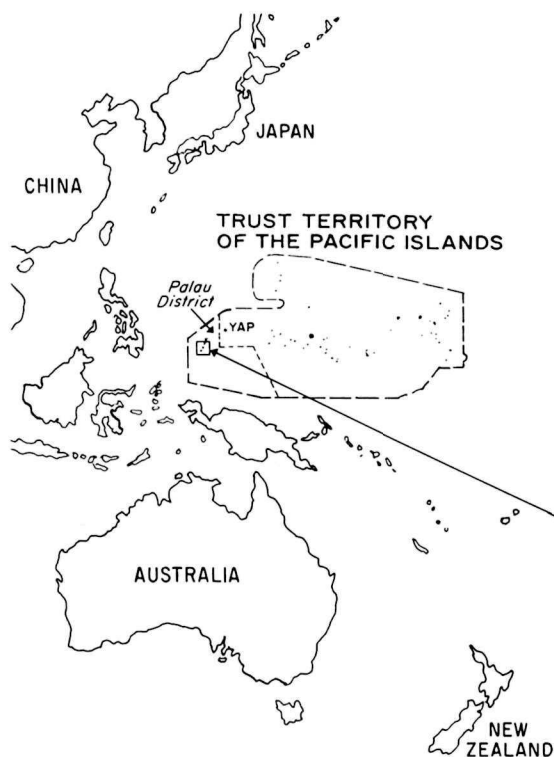 JAPAN
CHINA
TRUST TERRITORY
OF THE PACIFIC ISLANDS
Palau
District
YAP
AUSTRALIA
NEW
ZEALAND